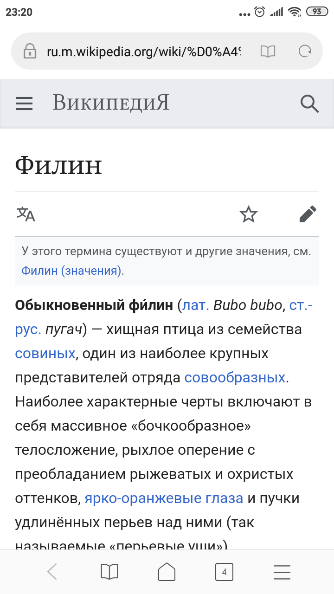 23:20
93
ru.m.wikipedia.org/wiki/%D0%A4%
ВикипедиЯ
Филин
У этого термина существуют и другие значения, см.
Филин (значения).
Обыкновенный фи́лин (лат. Bubo bubo, ст.-
рус. пугач) — хищная птица из семейства
совиных, один из наиболее крупных
представителей отряда совообразных.
Наиболее характерные черты включают в
себя массивное «бочкообразное»
телосложение, рыхлое оперение с
преобладанием рыжеватых и охристых
оттенков, ярко-оранжевые глаза и пучки
удлинённых перьев над ними (так
называемые «перьевые уши»)
4